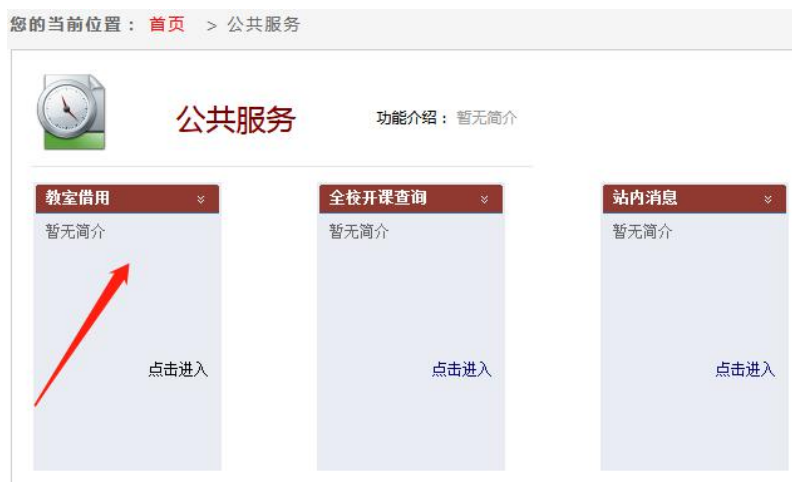 您的当前位置： 首页 > 公共服务
公共服务 功能介绍： 暂无简介
教室借用
暂无简介
点击进入
全校开课查询
暂无简介
点击进入
站内消息
暂无简介
点击进入